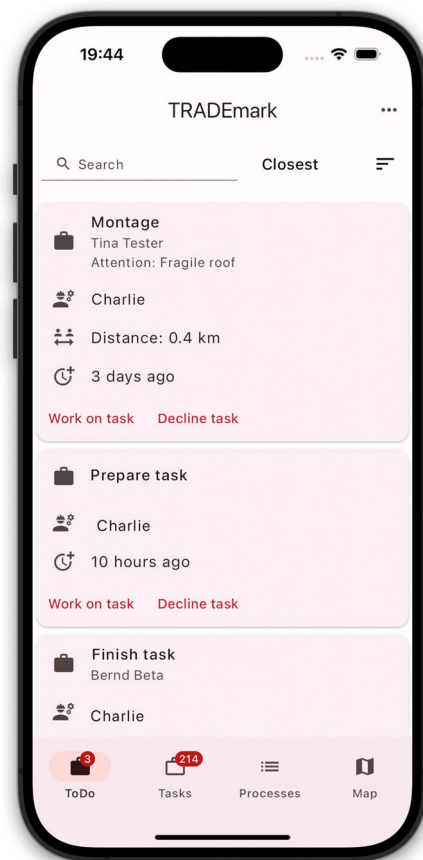 19:44
TRADEmark
Search
Closest
Montage
Tina Tester
Attention: Fragile roof
Charlie
Distance: 0.4 km
3 days ago
Work on task Decline task
Prepare task
Charlie
10 hours ago
Work on task Decline task
Finish task
Bernd Beta
Charlie
3 214
ToDo Tasks Processes Map